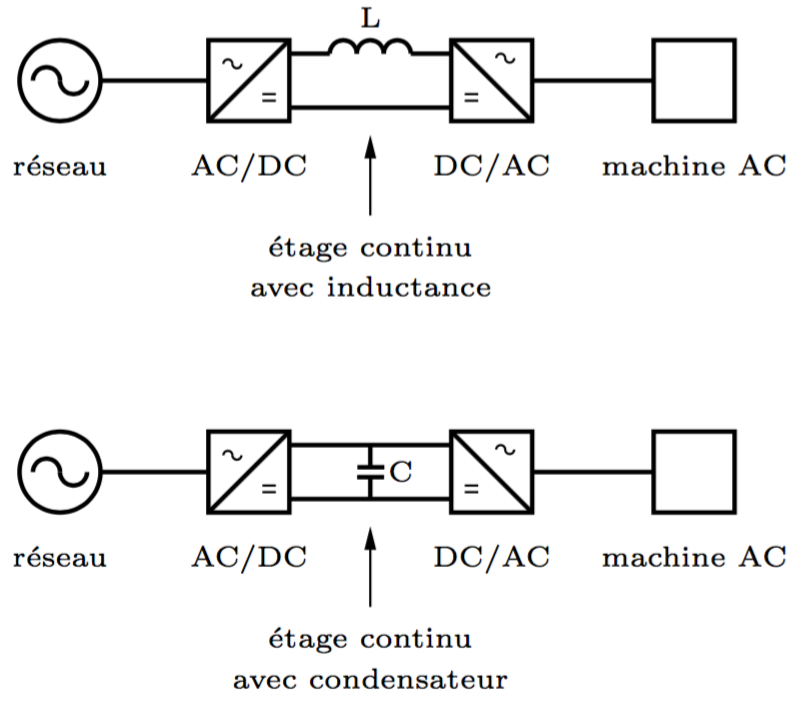 L
réseau AC/DC DC/AC machine AC
étage continu
avec inductance
C
réseau AC/DC DC/AC machine AC
étage continu
avec condensateur